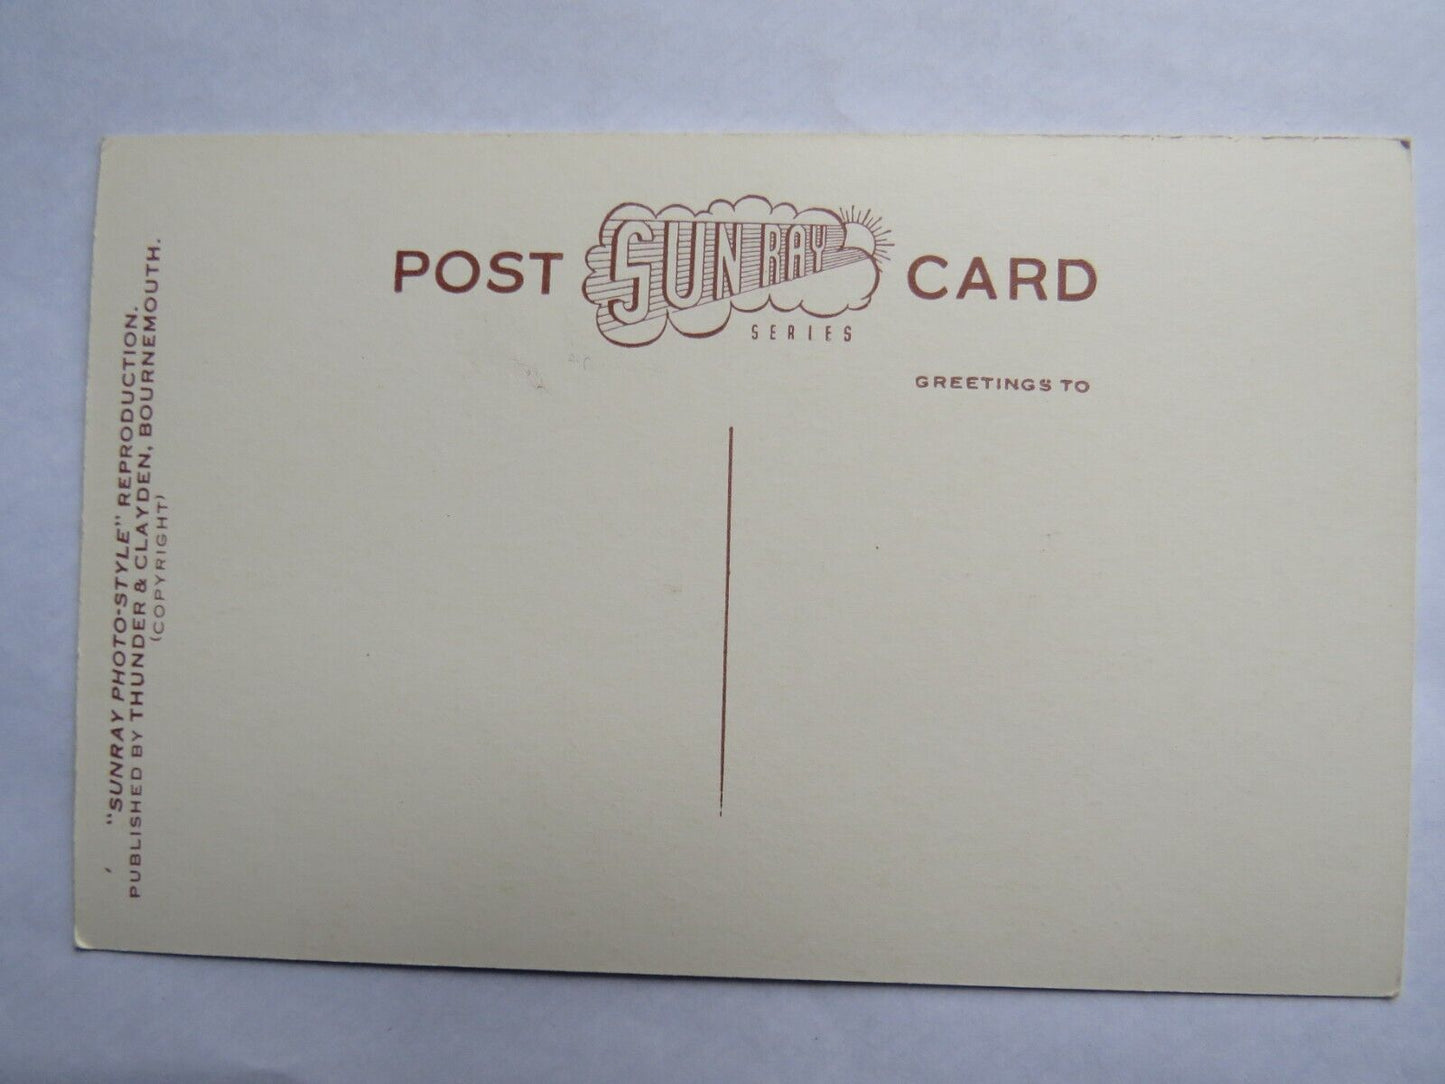 POST SUN RAY CARD
SERIES
GREETINGS TO
"SUNRAY PHOTO-STYLE" REPRODUCTION.
PUBLISHED BY THUNDER & CLAYDEN, BOURNEMOUTH.
(COPYRIGHT)